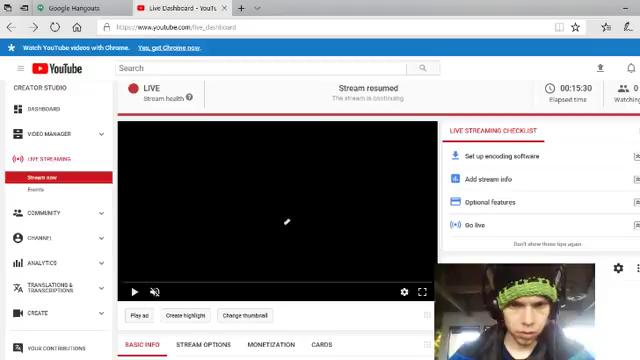 Google Hangouts
Live Dashboard - YouTu
https://www.youtube.com/live_dashboard
Watch YouTube videos with Chrome. Yes, get Chrome now.
YouTube
Search
CREATOR STUDIO
DASHBOARD
VIDEO MANAGER
LIVE STREAMING
Stream now
Events
COMMUNITY
CHANNEL
ANALYTICS
TRANSLATIONS &
TRANSCRIPTIONS
CREATE
YOUR CONTRIBUTIONS
LIVE
Stream health
Stream resumed
The stream is continuing
00:15:30
Elapsed time
0
Watching
LIVE STREAMING CHECKLIST
Set up encoding software
Add stream info
Optional features
Go live
Don't show these tips again
Play ad
Create highlight
Change thumbnail
BASIC INFO
STREAM OPTIONS
MONETIZATION
CARDS